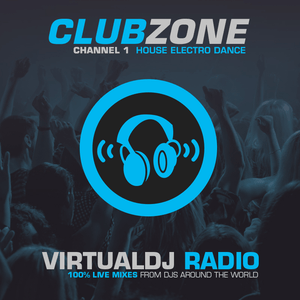 CLUBZONE
CHANNEL 1 HOUSE ELECTRO DANCE
VIRTUALDJ RADIO
100% LIVE MIXES FROM DJS AROUND THE WORLD